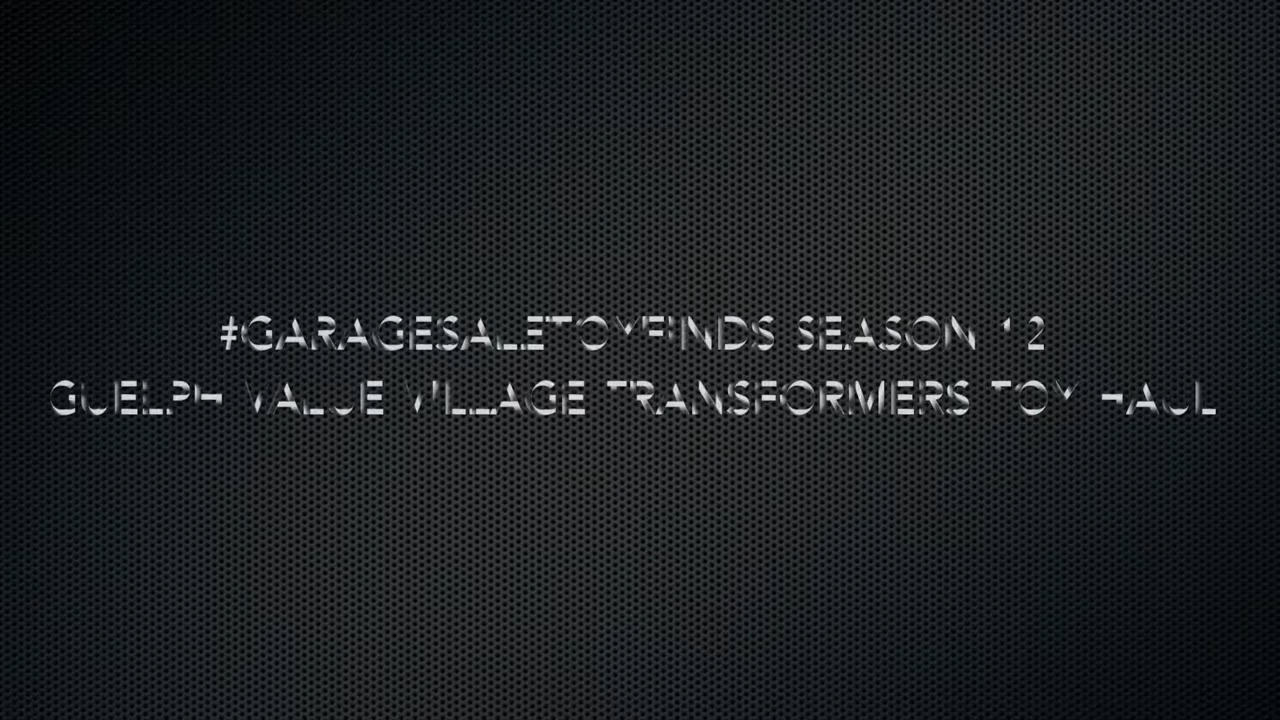 #GARAGESALETOYFINDS SEASON 12
GUELPH VALUE VILLAGE TRANSFORMERS TOY HAUL